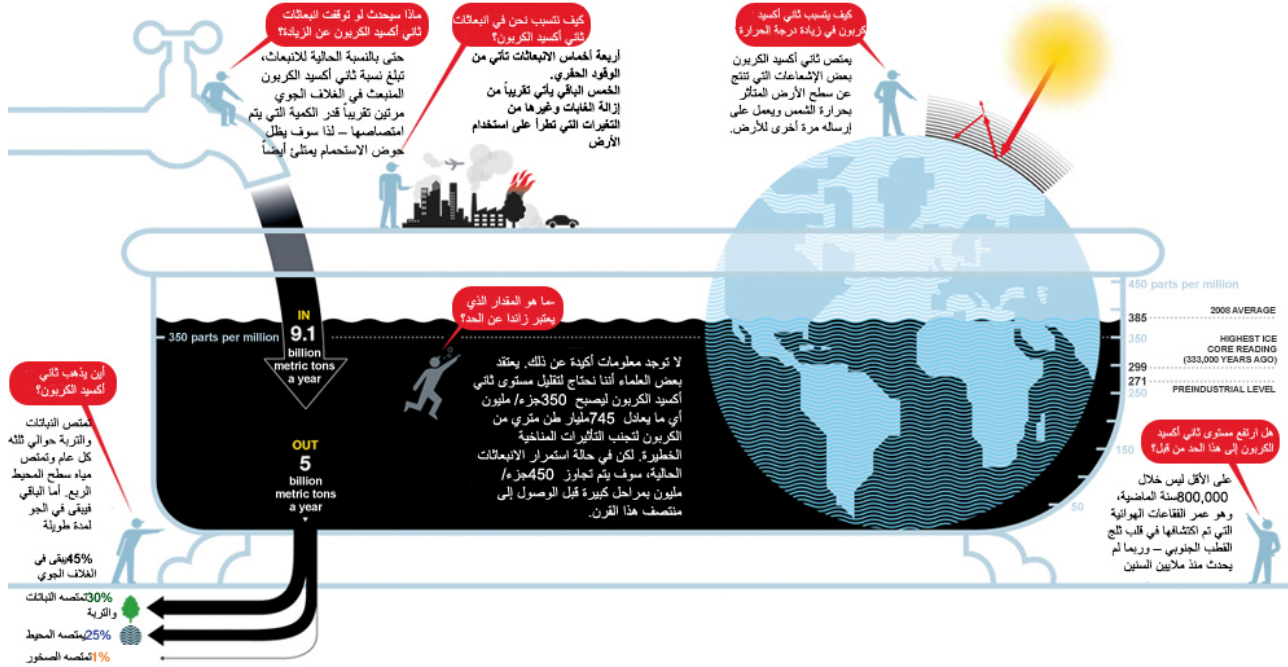 كيف يتسبب ثاني أكسيد
كربون في زيادة درجة الحرارة
يمتص ثاني أكسيد الكربون
بعض الإشعاعات التي تنتج
عن سطح الأرض المتأثر
بحرارة الشمس ويعمل على
إرساله مرة أخرى للأرض.
كيف نتسبب نحن في انبعاثات
ثاني أكسيد الكربون؟
أربعة أخماس الانبعاثات تأتي من
الوقود الحفري.
الخمس الباقي يأتي تقريباً من
إزالة الغابات وغيرها من
التغيرات التي تطرأ على استخدام
الأرض
ماذا سيحدث لو توقفت انبعاثات
ثاني أكسيد الكربون عن الزيادة؟
حتى بالنسبة الحالية للانبعاث،
تبلغ نسبة ثاني أكسيد الكربون
المنبعث في الغلاف الجوي
مرتين تقريباً قدر الكمية التي يتم
امتصاصها – لذا سوف يظل
حوض الاستحمام يمتلئ أيضاً
450 parts per million
385
2008 AVERAGE
350
HIGHEST ICE
CORE READING
(333,000 YEARS AGO)
299
271
PREINDUSTRIAL LEVEL
250
150
50
350 parts per million
IN
9.1
billion
metric tons
a year
OUT
5
billion
metric tons
a year
-ما هو المقدار الذي
يعتبر زائدا عن الحد؟
لا توجد معلومات أكيدة عن ذلك. يعتقد
بعض العلماء أننا نحتاج لتقليل مستوى ثاني
أكسيد الكربون ليصبح 350جزء/ مليون
أي ما يعادل 745مليار طن متري من
الكربون لتجنب التأثيرات المناخية
الخطيرة. لكن في حالة استمرار الانبعاثات
الحالية، سوف يتم تجاوز 450جزء/
مليون بمراحل كبيرة قبل الوصول إلى
منتصف هذا القرن.
هل ارتفع مستوى ثاني أكسيد
الكربون إلى هذا الحد من قبل؟
على الأقل ليس خلال
800,000سنة الماضية،
وهو عمر الفقاعات الهوائية
التي تم اكتشافها في قلب ثلج
القطب الجنوبي – وربما لم
يحدث منذ ملايين السنين
أين يذهب ثاني
أكسيد الكربون؟
تمتص النباتات
والتربة حوالي ثلثه
كل عام وتمتص
مياه سطح المحيط
الربع. أما الباقي
فيبقى في الجو
لمدة طويلة
45%يبقى في
الغلاف الجوي
30%تمتصه النباتات
والتربة
25%يمتصه المحيط
1%تمتصه الصخور